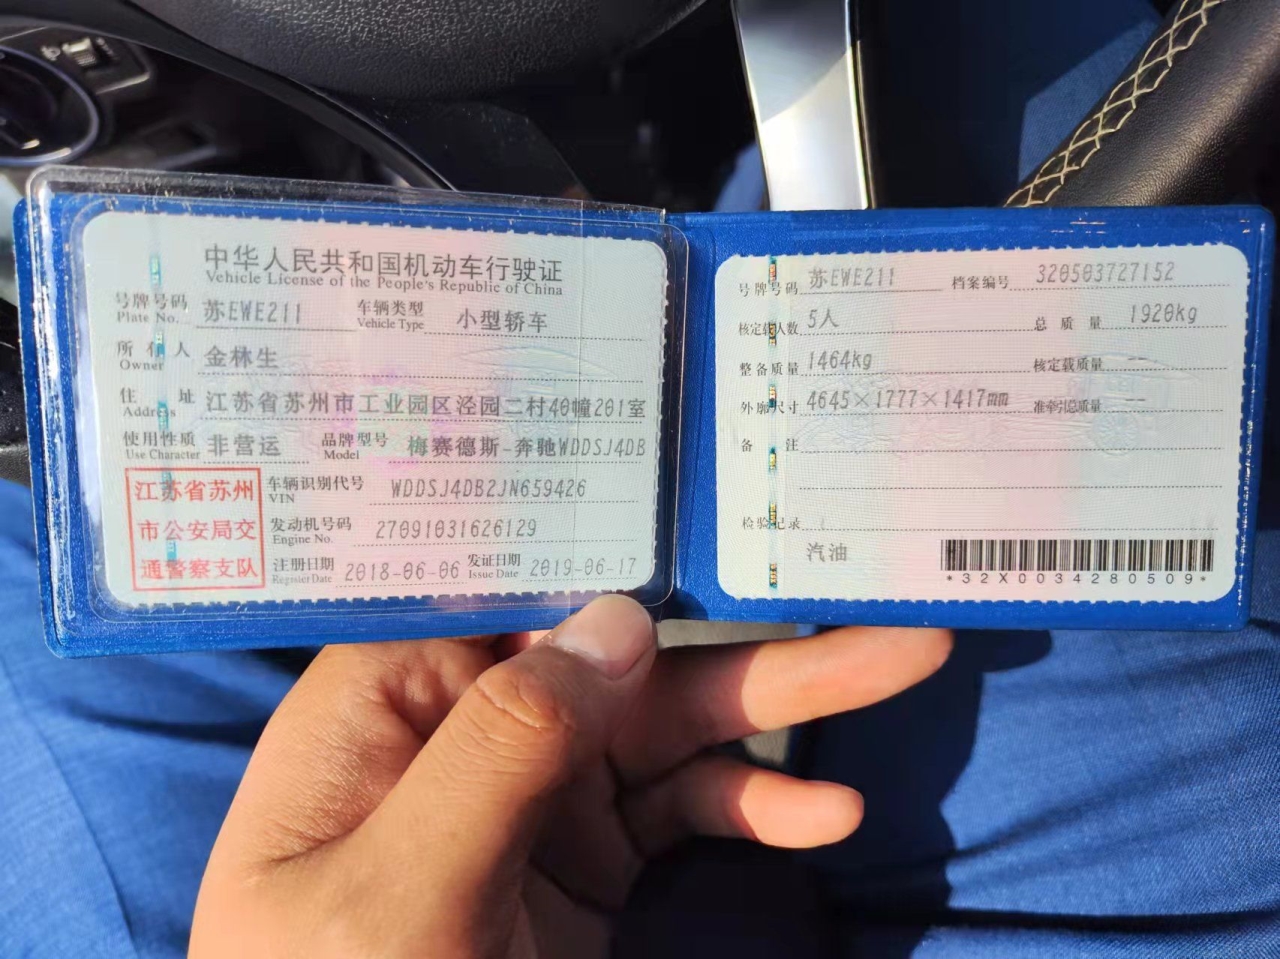 中华人民共和国机动车行驶证
Vehicle License of the People's Republic of China
号牌号码 苏EWE211 车辆类型 小型轿车
Plate No. Vehicle Type
所有人 金林生
Owner
住址 江苏省苏州市工业园区泾园二村40幢201室
Address
使用性质 非营运 品牌型号 梅赛德斯-奔驰WDDSJ4DB
Use Character Model
江苏省苏州
市公安局交
通警察支队
车辆识别代号 WDDSJ4DB2JN659426
VIN
发动机号码 27091031626129
Engine No.
注册日期 2018-06-06 发证日期 2019-06-17
Register Date Issue Date
号牌号码 苏EWE211 档案编号 320503727152
核定载人数 5人 总质量 1920kg
整备质量 1464kg 核定载质量 --
外廓尺寸 4645×1777×1417mm 准牵引总质量 --
备注
检验记录
汽油
*32X0034280509*